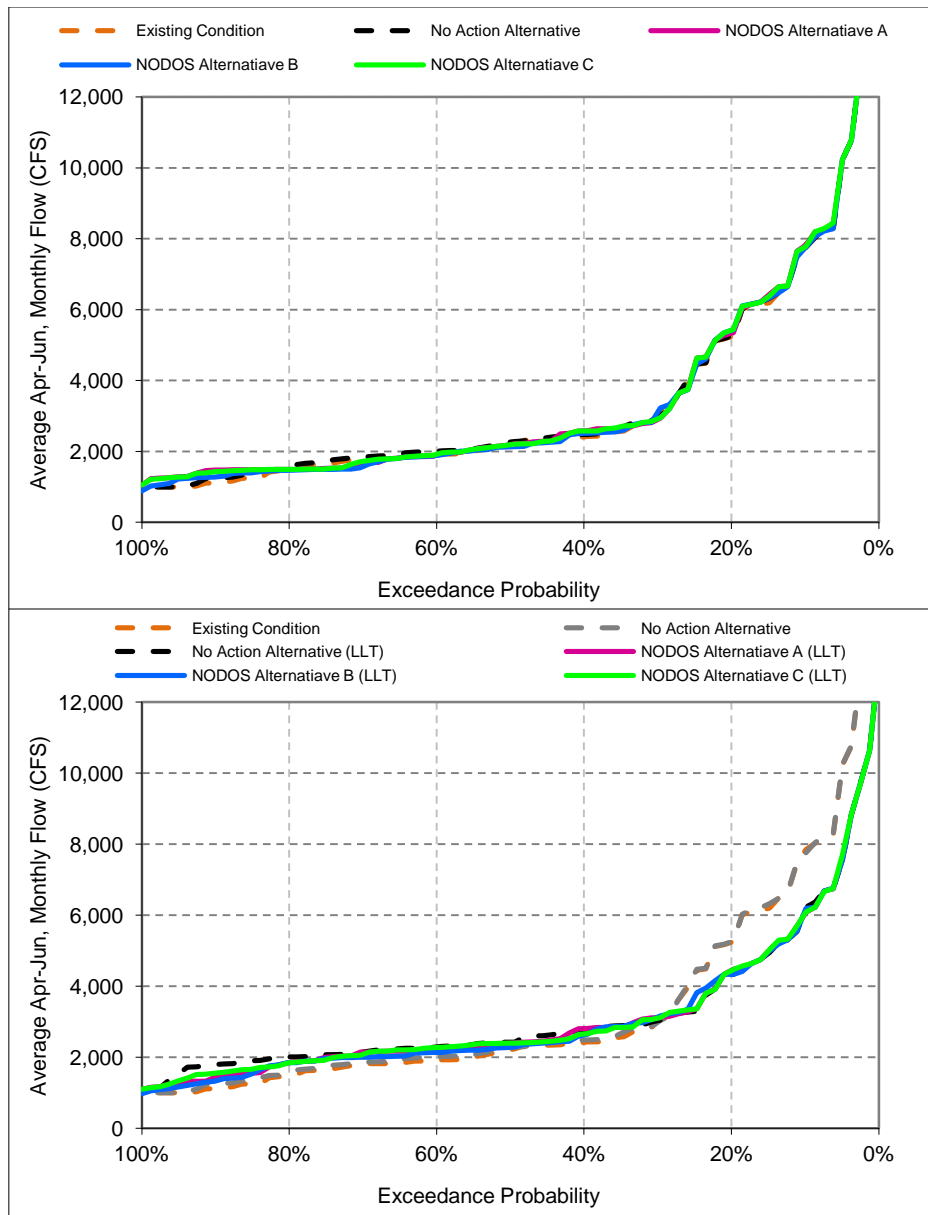 Existing Condition
No Action Alternative
NODOS Alternatiave A
NODOS Alternatiave B
NODOS Alternatiave C
Average Apr-Jun, Monthly Flow (CFS)
12,000
10,000
8,000
6,000
4,000
2,000
0
100%
80%
60%
40%
20%
0%
Exceedance Probability
Existing Condition
No Action Alternative
No Action Alternative (LLT)
NODOS Alternatiave A (LLT)
NODOS Alternatiave B (LLT)
NODOS Alternatiave C (LLT)
Average Apr-Jun, Monthly Flow (CFS)
12,000
10,000
8,000
6,000
4,000
2,000
0
100%
80%
60%
40%
20%
0%
Exceedance Probability